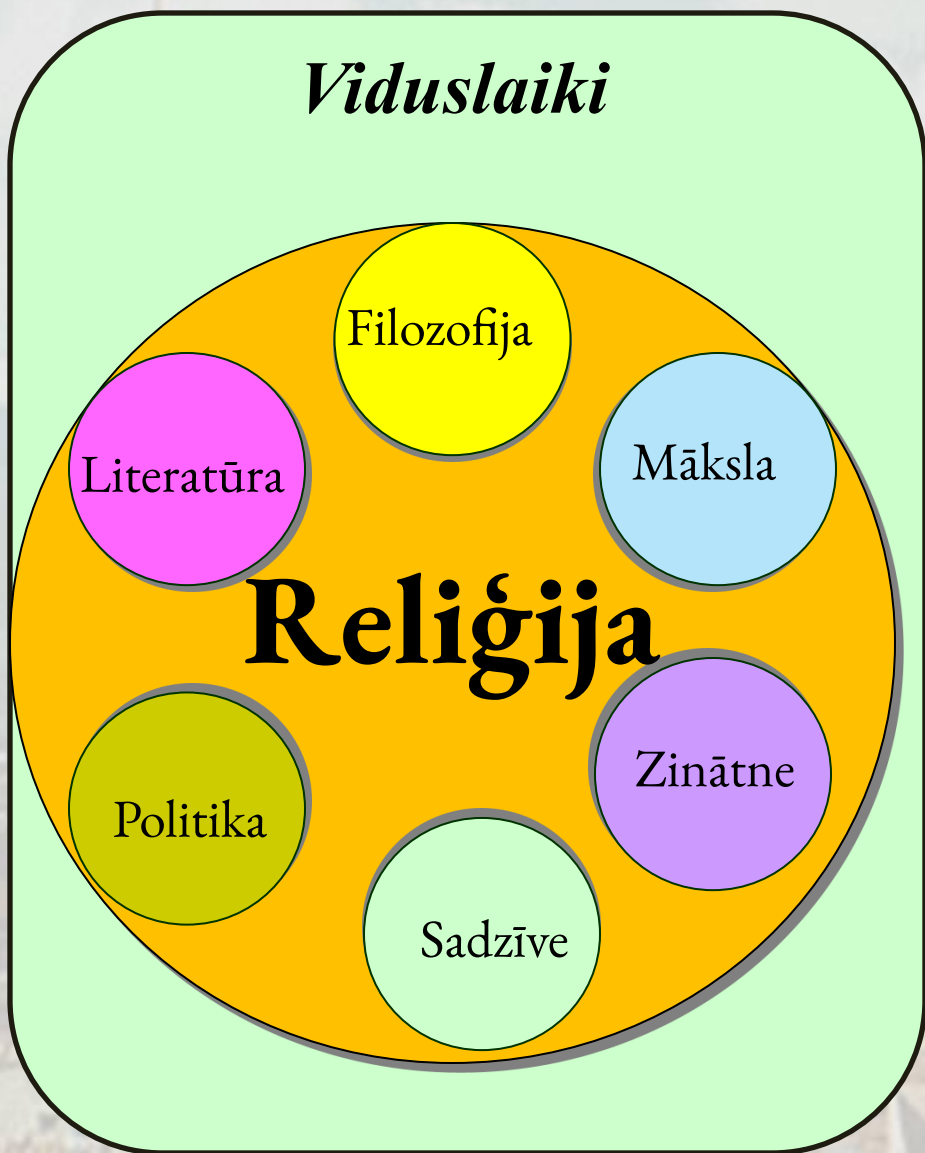 Viduslaiki
Filozofija
Literatūra
Māksla
Reliģija
Politika
Zinātne
Sadzīve